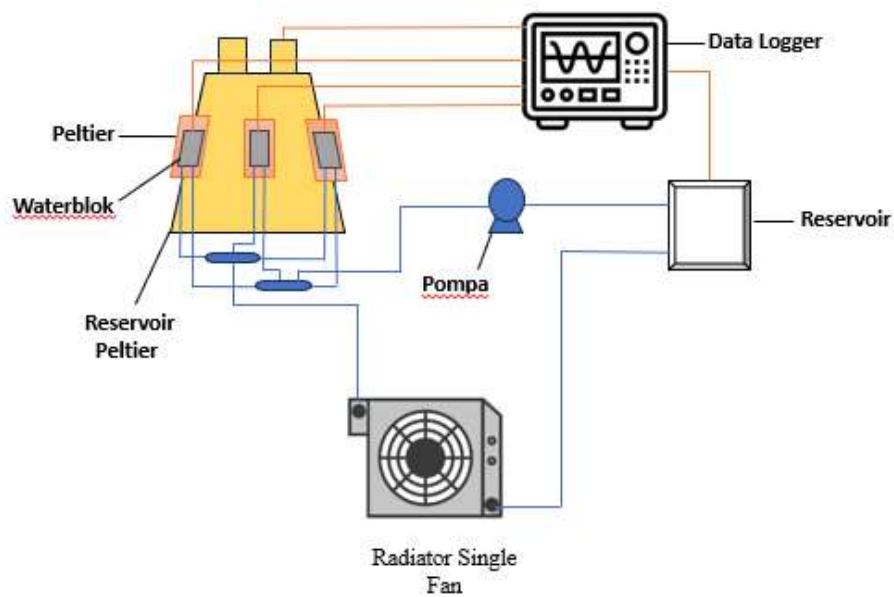 Data Logger
Peltier
Waterblok
Reservoir
Pompa
Reservoir
Peltier
Radiator Single
Fan